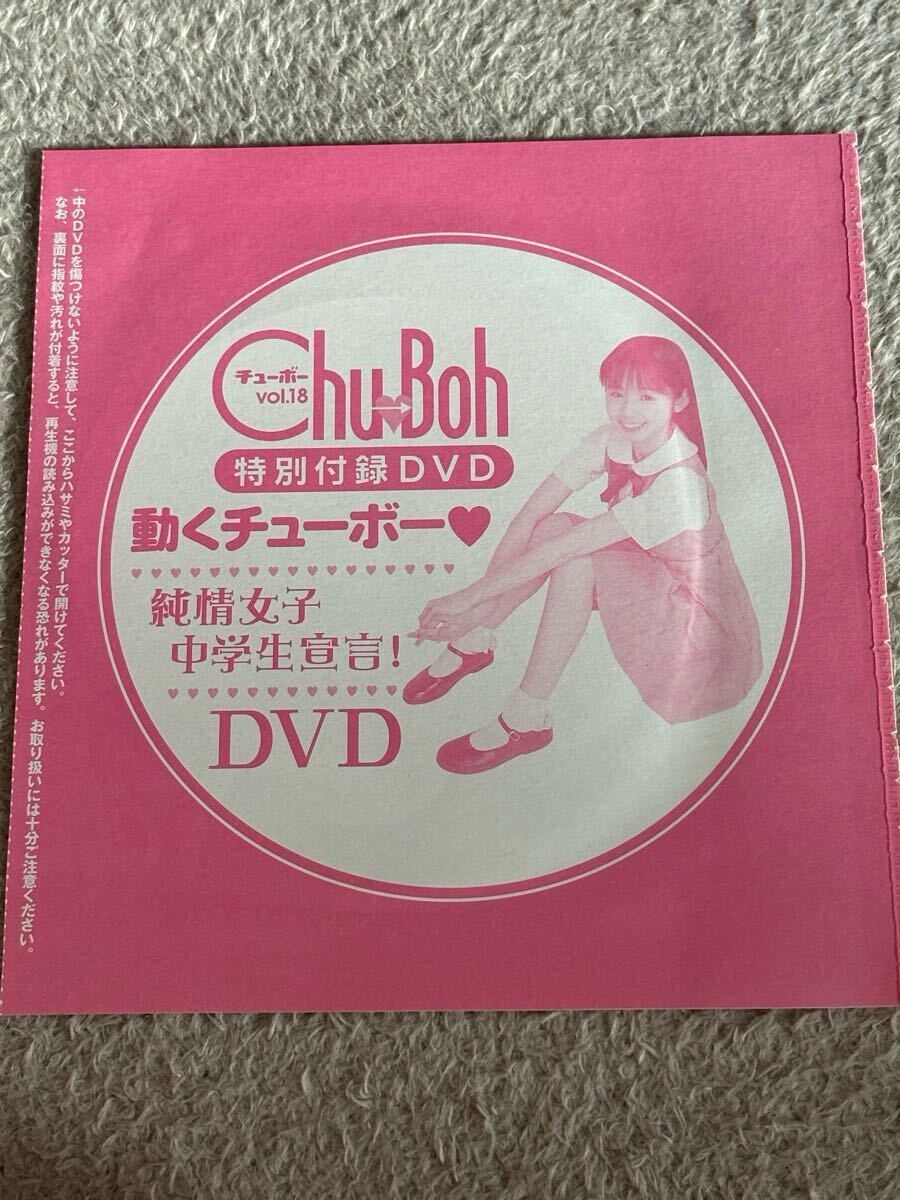 チューボー
vol.18
Chu→Boh
特別付録DVD
動くチューボー♥
純情女子
中学生宣言!
DVD
←中のDVDを傷つけないように注意して、ここからハサミやカッターで開けてください。
なお、裏面に指紋や汚れが付着すると、再生機の読み込みができなくなる恐れがあります。お取り扱いには十分ご注意ください。